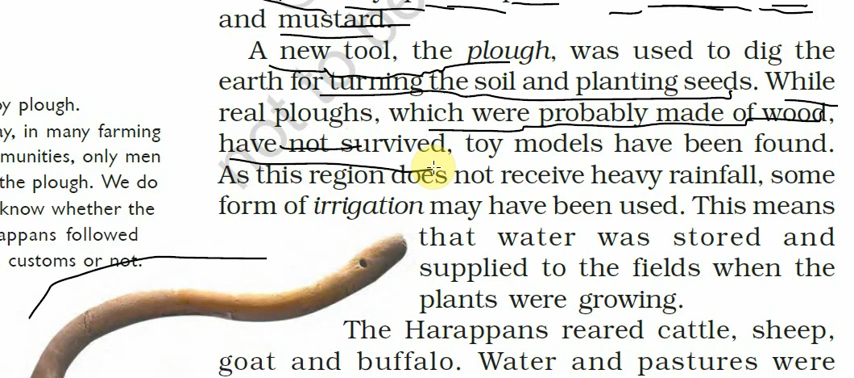 and mustard.
A new tool, the plough, was used to dig the
earth for turning the soil and planting seeds. While
real ploughs, which were probably made of wood,
have not survived, toy models have been found.
As this region does not receive heavy rainfall, some
form of irrigation may have been used. This means
that water was stored and
supplied to the fields when the
plants were growing.
The Harappans reared cattle, sheep,
goat and buffalo. Water and pastures were
oy plough.
ay, in many farming
mmunities, only men
the plough. We do
know whether the
appans followed
customs or not.
not to be